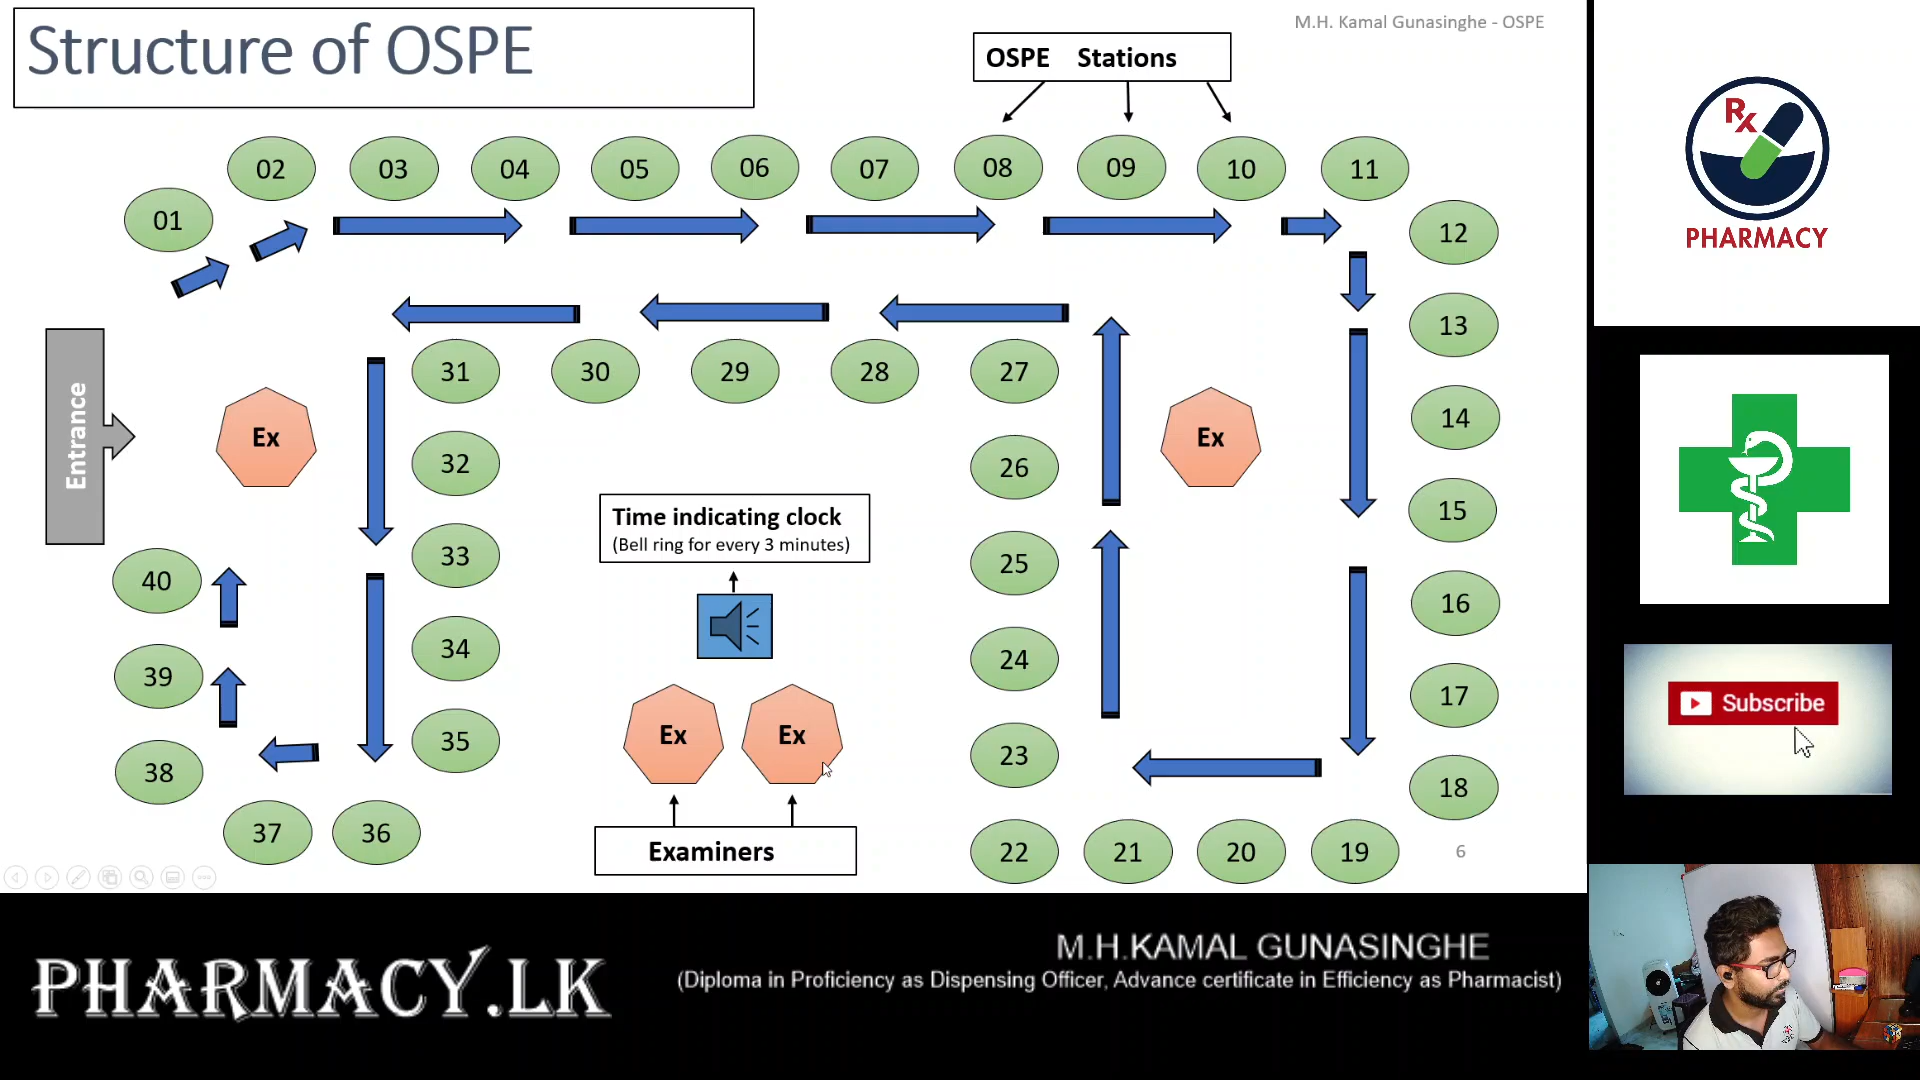 Structure of OSPE
M.H. Kamal Gunasinghe - OSPE
OSPE Stations
01
02
03
04
05
06
07
08
09
10
11
12
13
14
15
16
17
18
19
20
21
22
23
24
25
26
27
28
29
30
31
32
33
34
35
36
37
38
39
40
Entrance
Ex
Ex
Time indicating clock
(Bell ring for every 3 minutes)
Ex
Ex
Examiners
6
Rx
PHARMACY
Subscribe
PHARMACY.LK
M.H.KAMAL GUNASINGHE
(Diploma in Proficiency as Dispensing Officer, Advance certificate in Efficiency as Pharmacist)